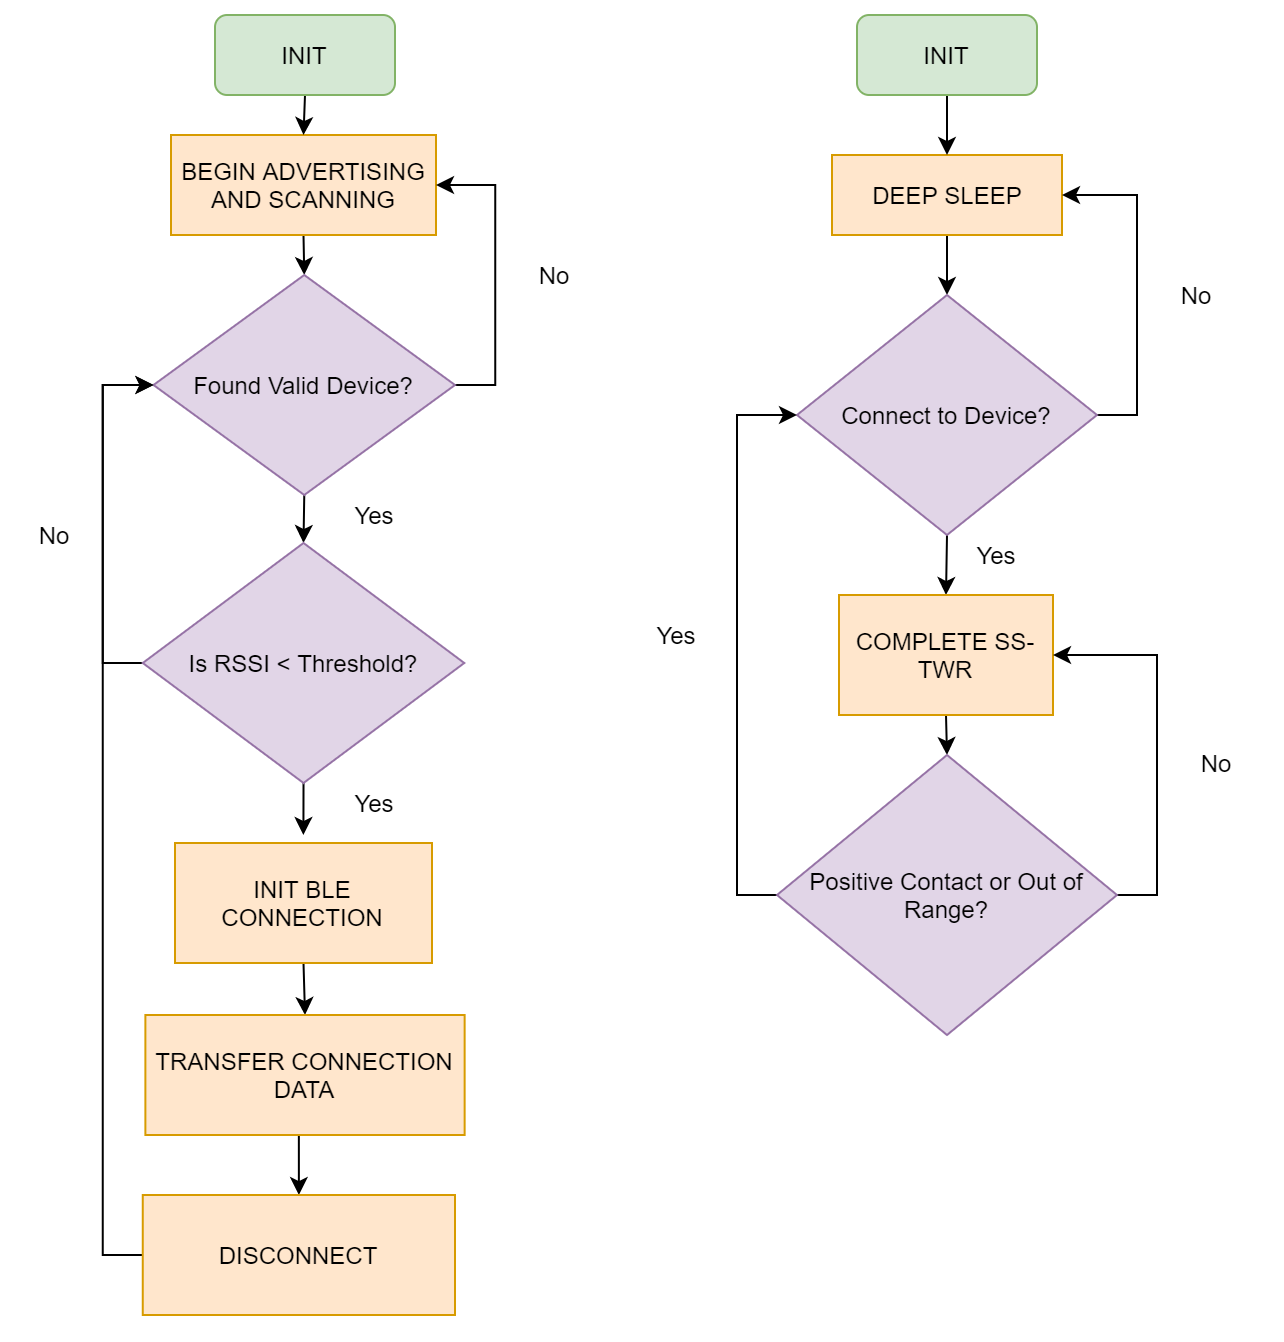 INIT
BEGIN ADVERTISING
AND SCANNING
No
Found Valid Device?
Yes
No
Is RSSI < Threshold?
Yes
INIT BLE
CONNECTION
TRANSFER CONNECTION
DATA
DISCONNECT
INIT
DEEP SLEEP
No
Connect to Device?
Yes
COMPLETE SS-
TWR
Yes
No
Positive Contact or Out of
Range?